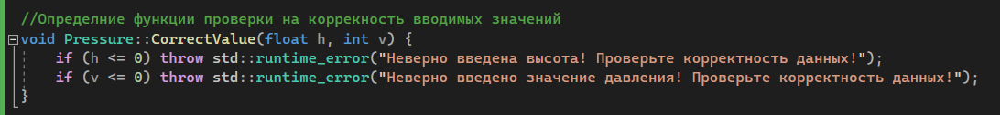 //Определние функции проверки на коррекность вводимых значений
void Pressure::CorrectValue(float h, int v) {
if (h <= 0) throw std::runtime_error("Неверно введена высота! Проверьте корректность данных!");
if (v <= 0) throw std::runtime_error("Неверно введено значение давления! Проверьте корректность данных!");
}